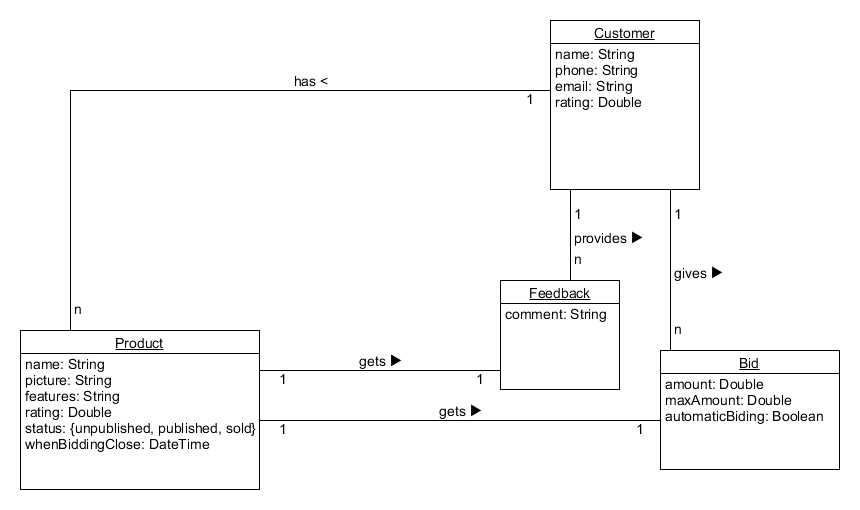 Customer
name: String
phone: String
email: String
rating: Double
has <
1
1
provides ▶
n
1
gives ▶
n
n
Feedback
comment: String
Product
name: String
picture: String
features: String
rating: Double
status: {unpublished, published, sold}
whenBiddingClose: DateTime
gets ▶
1
1
gets ▶
1
1
Bid
amount: Double
maxAmount: Double
automaticBiding: Boolean